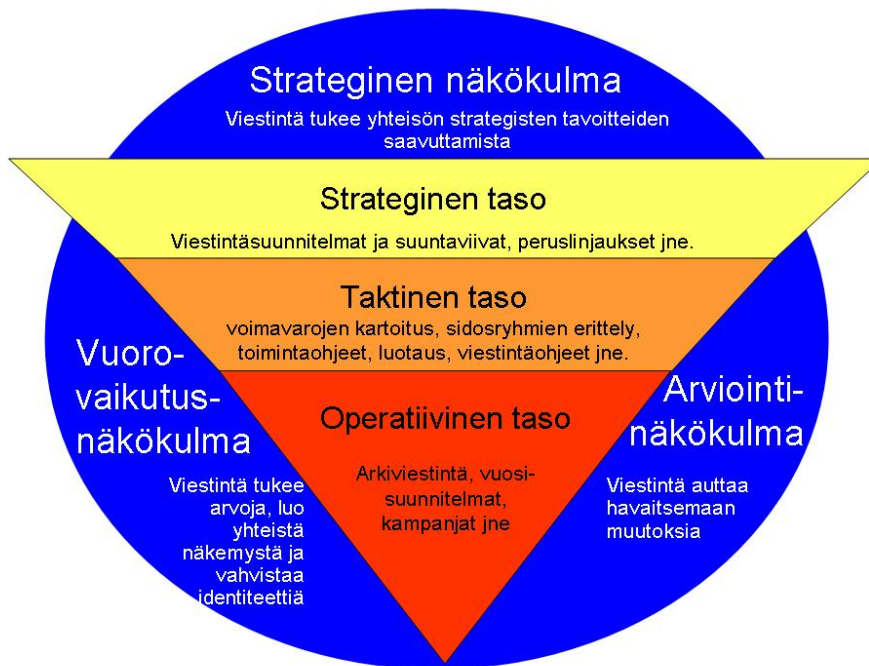 Strateginen näkökulma
Viestintä tukee yhteisön strategisten tavoitteiden
saavuttamista
Strateginen taso
Viestintäsuunnitelmat ja suuntaviivat, peruslinjaukset jne.
Taktinen taso
voimavarojen kartoitus, sidosryhmien erittely,
toimintaohjeet, luotaus, viestintäohjeet jne.
Vuoro-
vaikutus-
näkökulma
Viestintä tukee
arvoja, luo
yhteistä
näkemystä ja
vahvistaa
identiteettiä
Operatiivinen taso
Arkiviestintä, vuosi-
suunnitelmat,
kampanjat jne
Arviointi-
näkökulma
Viestintä auttaa
havaitsemaan
muutoksia